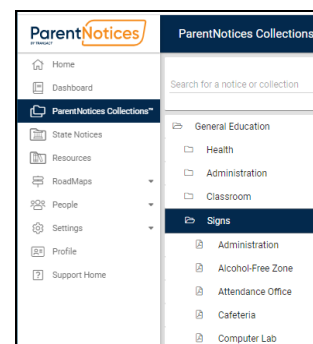 ParentNotices
BY TRANSACT
Home
Dashboard
ParentNotices Collections™
State Notices
Resources
RoadMaps
People
Settings
Profile
Support Home
ParentNotices Collections
Search for a notice or collection
General Education
Health
Administration
Classroom
Signs
Administration
Alcohol-Free Zone
Attendance Office
Cafeteria
Computer Lab